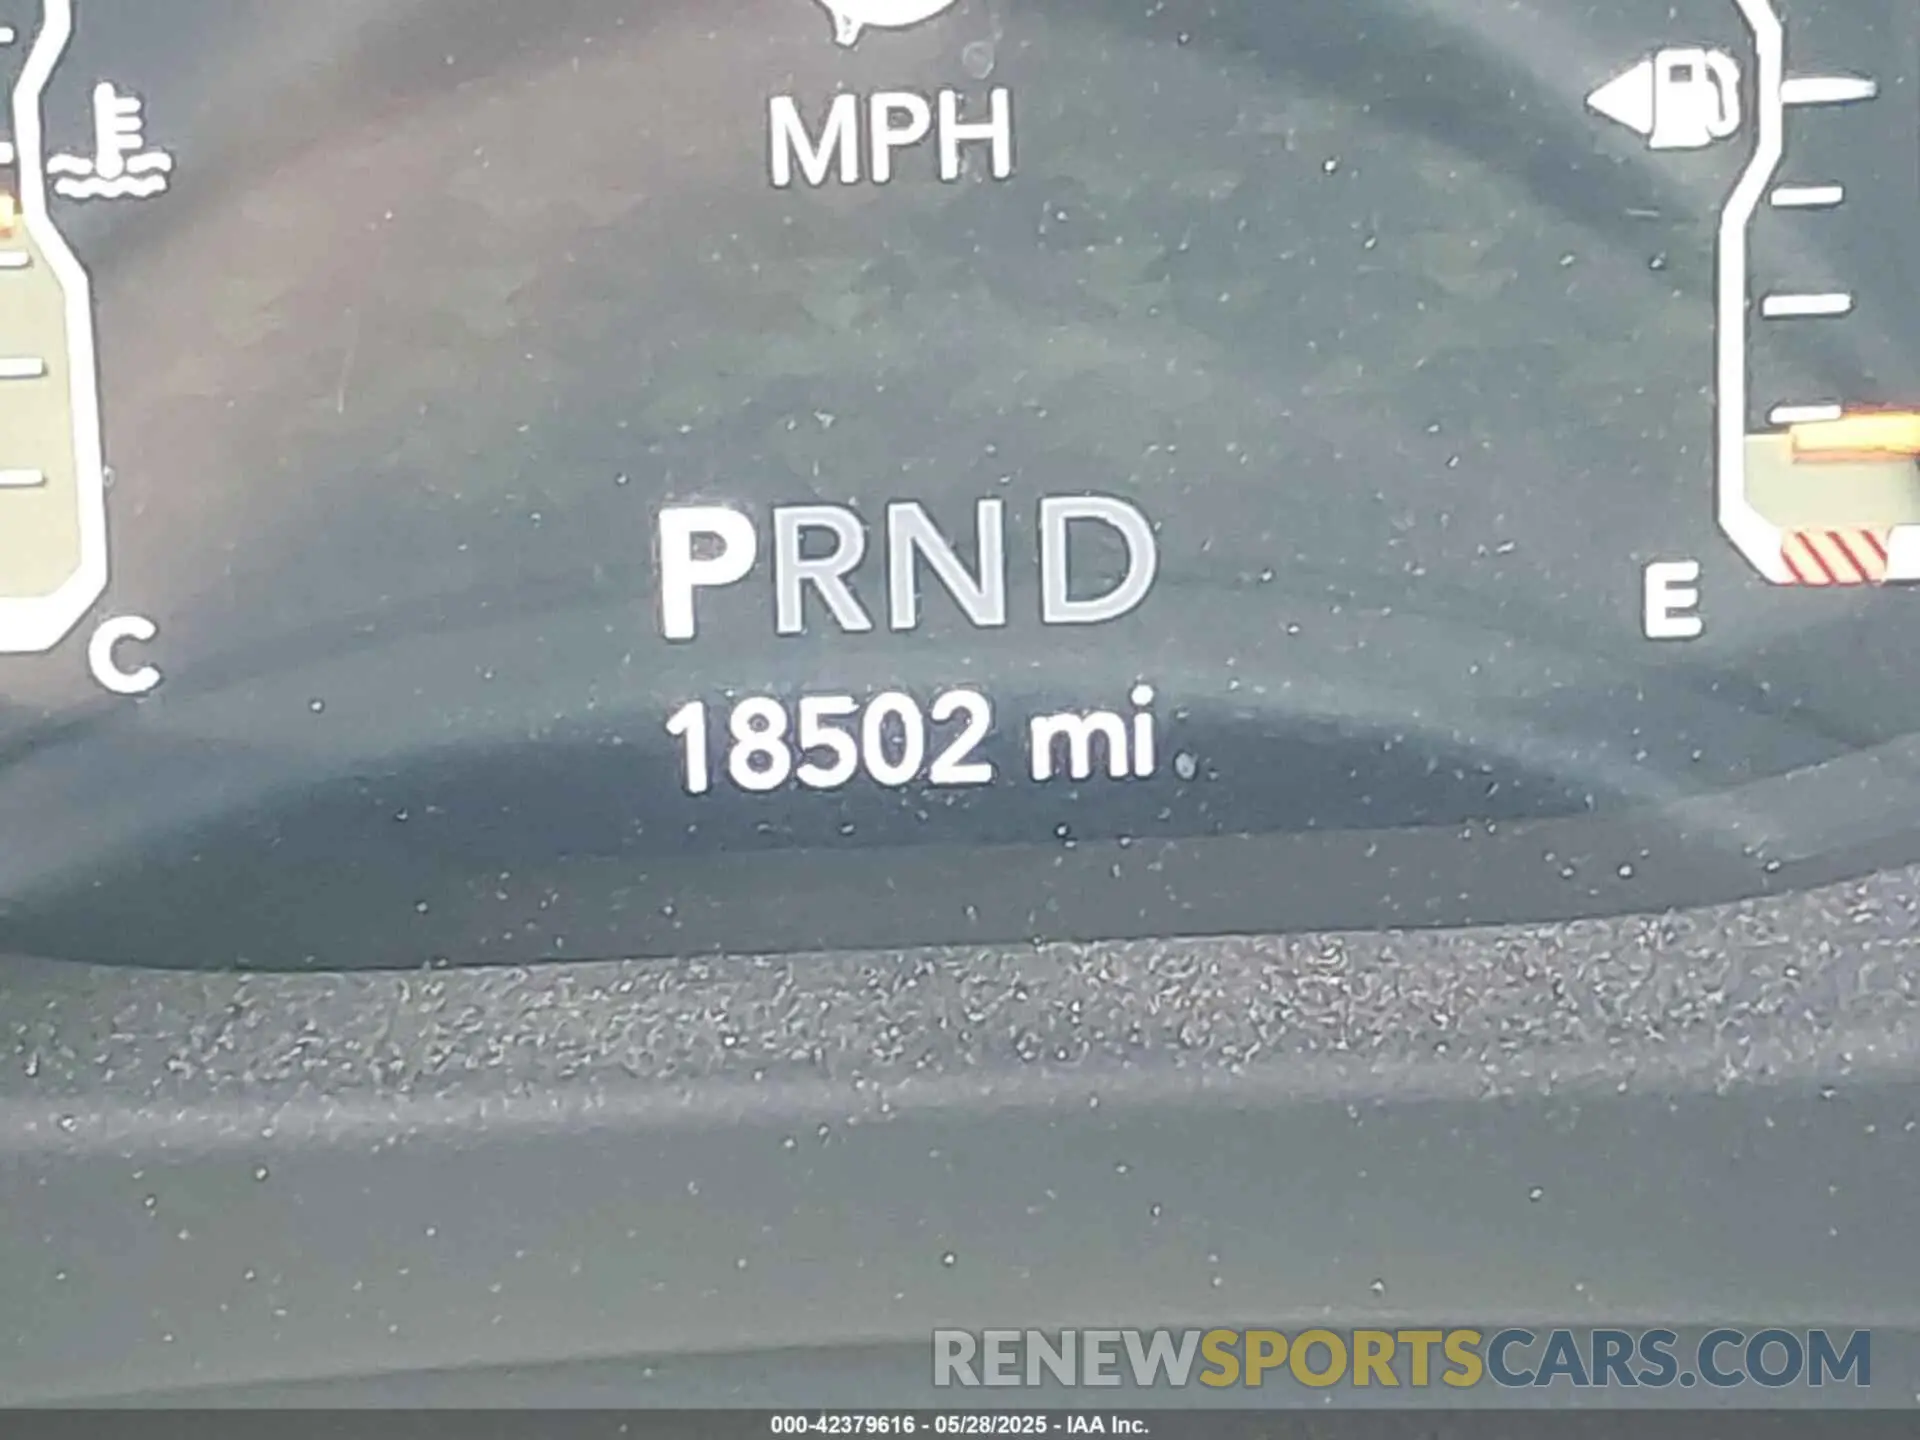 MPH
PRND
C
E
18502 mi
RENEWSPORTSCARS.COM
000-42379616 - 05/28/2025 - IAA Inc.